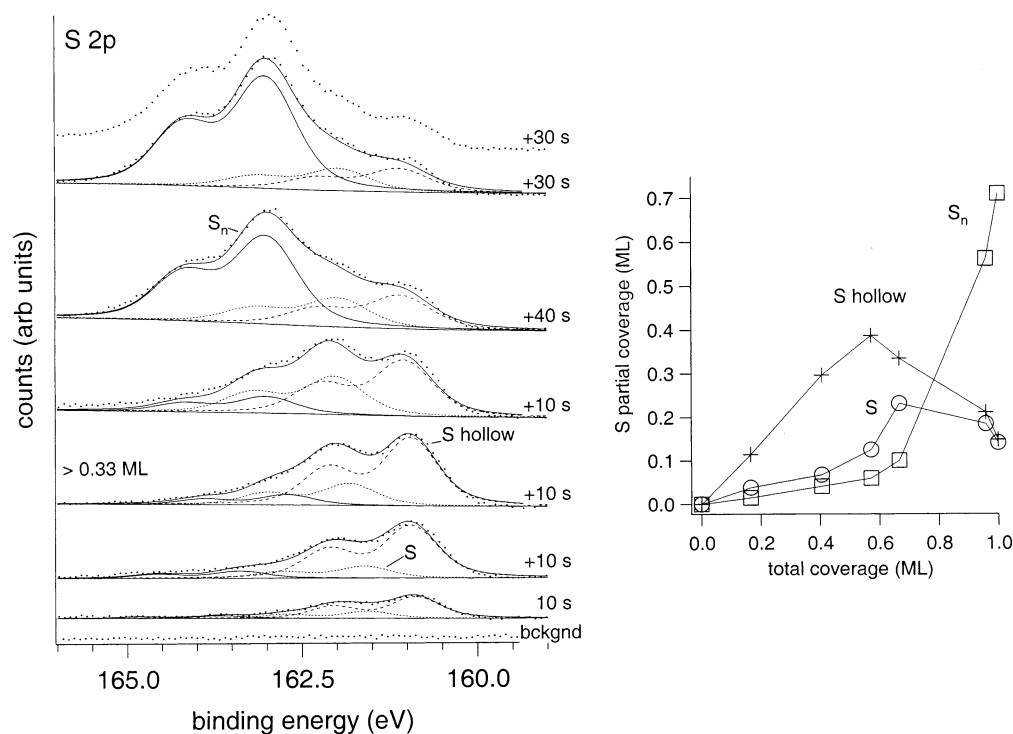 S 2p
+30 s
+30 s
Sn
+40 s
+10 s
S hollow
> 0.33 ML
+10 s
S
+10 s
10 s
bckgnd
165.0 162.5 160.0
binding energy (eV)
counts (arb units)
0.7
0.6
0.5
0.4
0.3
0.2
0.1
0.0
Sn
S hollow
S
0.0 0.2 0.4 0.6 0.8 1.0
total coverage (ML)
S partial coverage (ML)